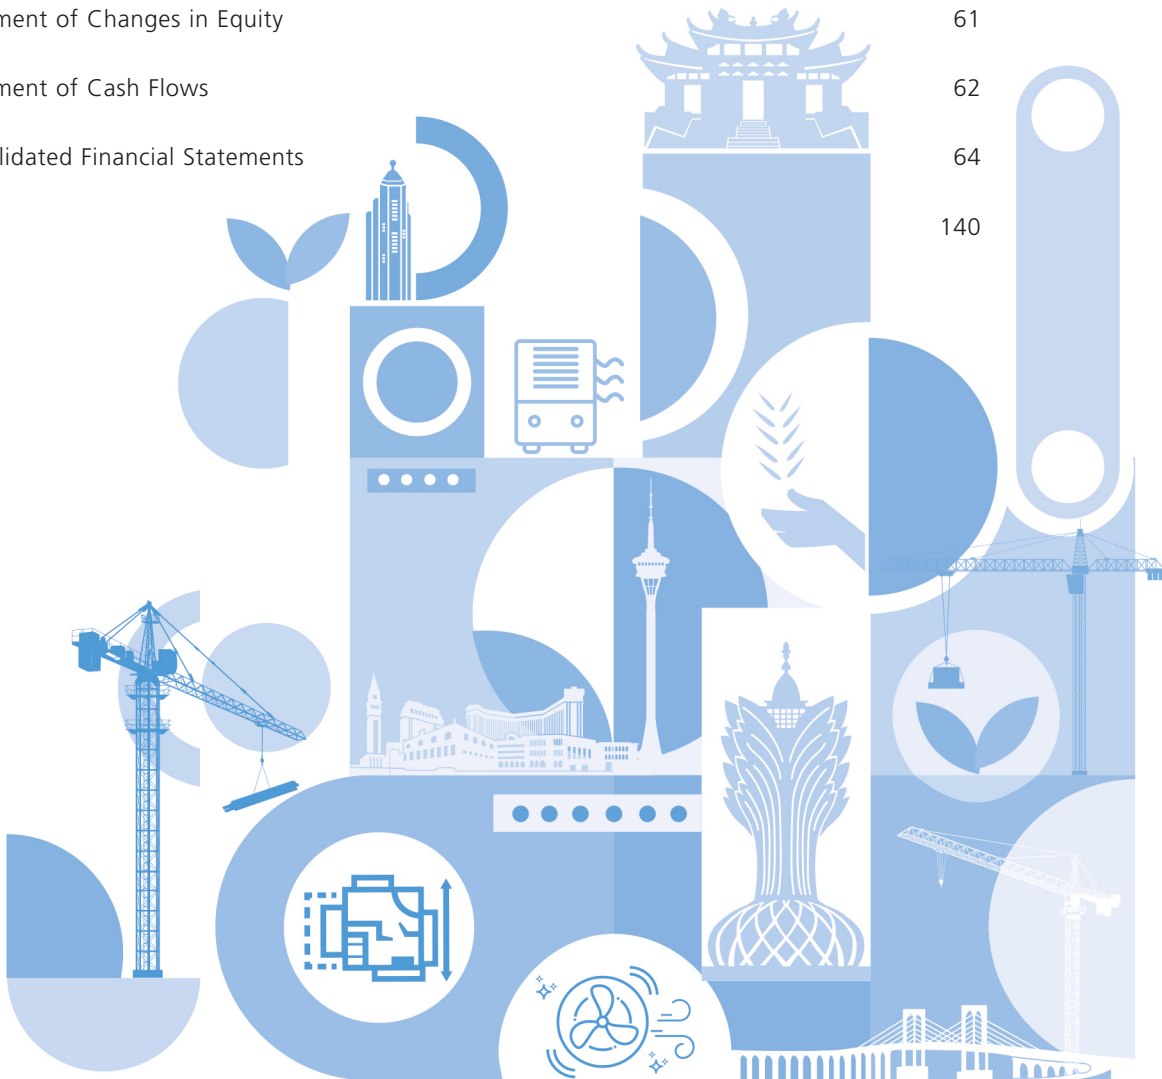 ment of Changes in Equity 61
ment of Cash Flows 62
lidated Financial Statements 64
140